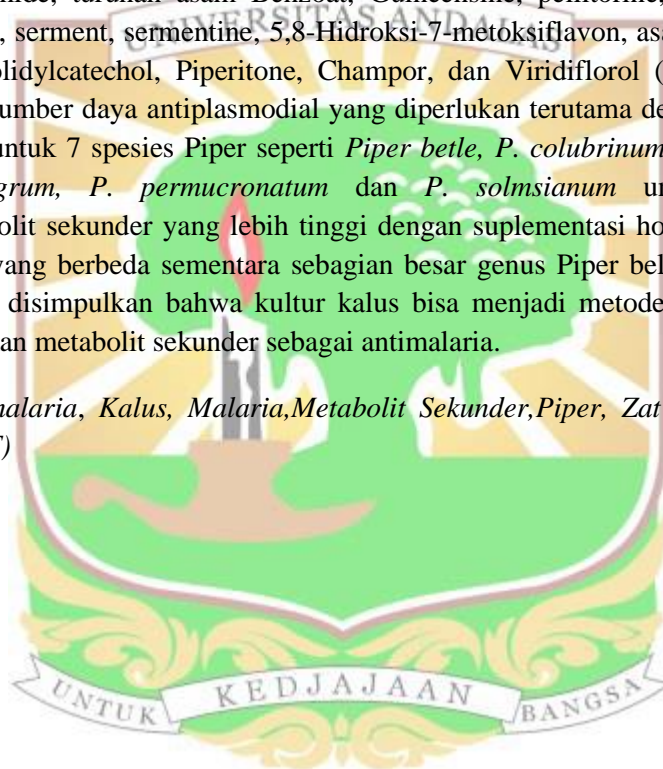 turunan asam Benzoat, Guineensine, pellitorine,
UNIVERSITAS ANDALAS
, serment, sermentine, 5,8-Hidroksi-7-metoksiflavon, asa
olidylcatechol, Piperitone, Champor, dan Viridiflorol (
umber daya antiplasmodial yang diperlukan terutama de
untuk 7 spesies Piper seperti Piper betle, P. colubrinum
grum, P. permucronatum dan P. solmsianum un
olit sekunder yang lebih tinggi dengan suplementasi ho
yang berbeda sementara sebagian besar genus Piper bel
disimpulkan bahwa kultur kalus bisa menjadi metode
an metabolit sekunder sebagai antimalaria.
nalaria, Kalus, Malaria,Metabolit Sekunder,Piper, Zat
)
UNTUK KEDJAJAAN BANGSA